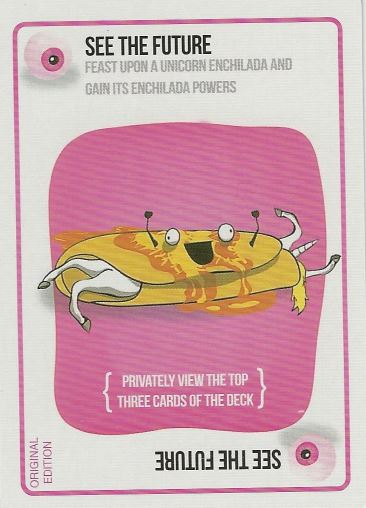 SEE THE FUTURE
FEAST UPON A UNICORN ENCHILADA AND
GAIN ITS ENCHILADA POWERS
{ PRIVATELY VIEW THE TOP
THREE CARDS OF THE DECK }
ORIGINAL
EDITION
SEE THE FUTURE